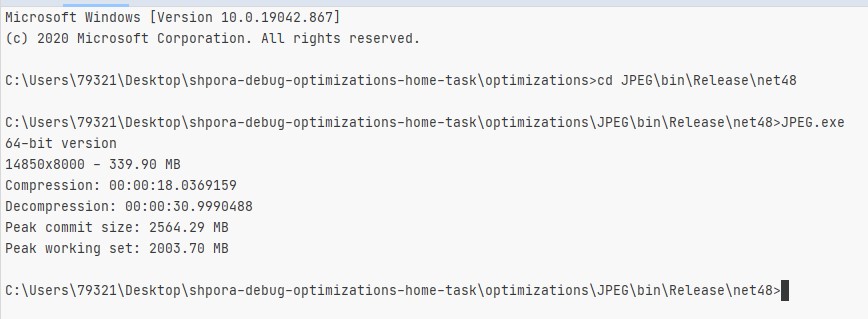 Microsoft Windows [Version 10.0.19042.867]
(c) 2020 Microsoft Corporation. All rights reserved.
C:\Users\79321\Desktop\shpora-debug-optimizations-home-task\optimizations>cd JPEG\bin\Release\net48
C:\Users\79321\Desktop\shpora-debug-optimizations-home-task\optimizations\JPEG\bin\Release\net48>JPEG.exe
64-bit version
14850x8000 - 339.90 MB
Compression: 00:00:18.0369159
Decompression: 00:00:30.9990488
Peak commit size: 2564.29 MB
Peak working set: 2003.70 MB
C:\Users\79321\Desktop\shpora-debug-optimizations-home-task\optimizations\JPEG\bin\Release\net48>